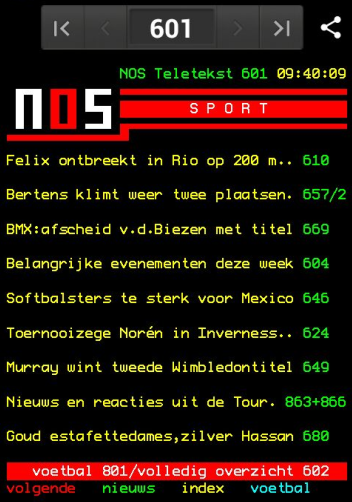 601
NOS Teletekst 601 09:40:09
NOS
SPORT
Felix ontbreekt in Rio op 200 m.. 610
Bertens klimt weer twee plaatsen. 657/2
BMX:afscheid v.d.Biezen met titel 669
Belangrijke evenementen deze week 604
Softbalsters te sterk voor Mexico 646
Toernooizege Norén in Inverness.. 624
Murray wint tweede Wimbledontitel 649
Nieuws en reacties uit de Tour. 863+866
Goud estafettedames,zilver Hassan 680
voetbal 801/volledig overzicht 602
volgende nieuws index voetbal